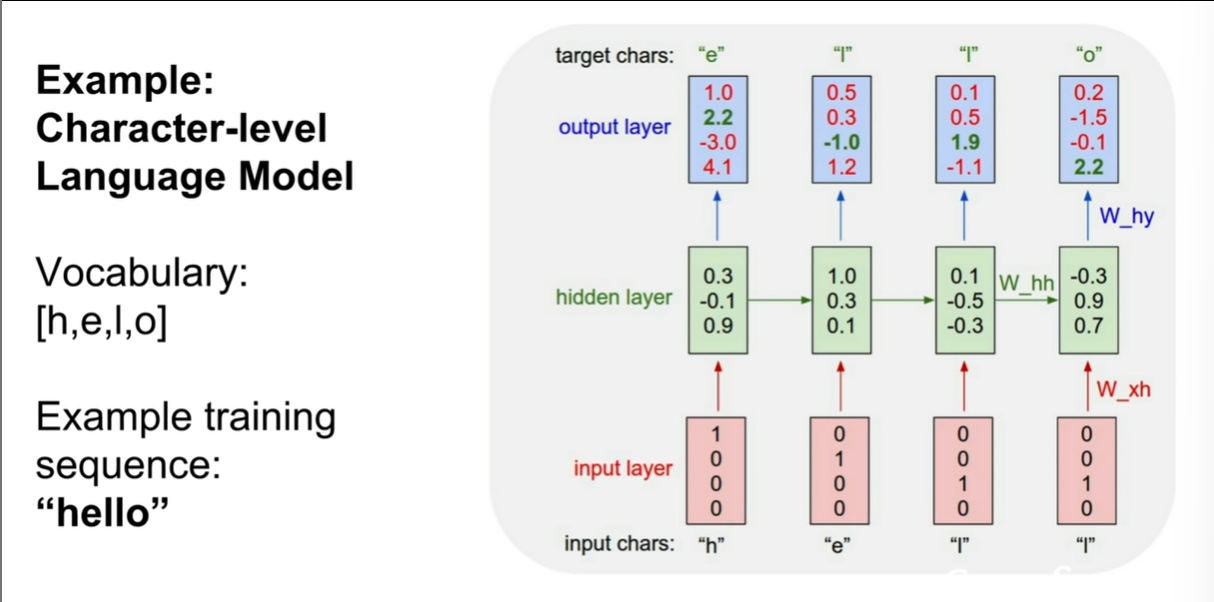 Example:
Character-level
Language Model
Vocabulary:
[h,e,l,o]
Example training
sequence:
“hello”
target chars: “e” “l” “l” “o”
output layer
1.0 0.5 0.1 0.2
2.2 0.3 0.5 -1.5
-3.0 -1.0 1.9 -0.1
4.1 1.2 -1.1 2.2
W_hy
hidden layer
0.3 1.0 0.1 -0.3
-0.1 0.3 -0.5 0.9
0.9 0.1 -0.3 0.7
W_hh
W_xh
input layer
1 0 0 0
0 1 0 0
0 0 1 1
0 0 0 0
input chars: “h” “e” “l” “l”